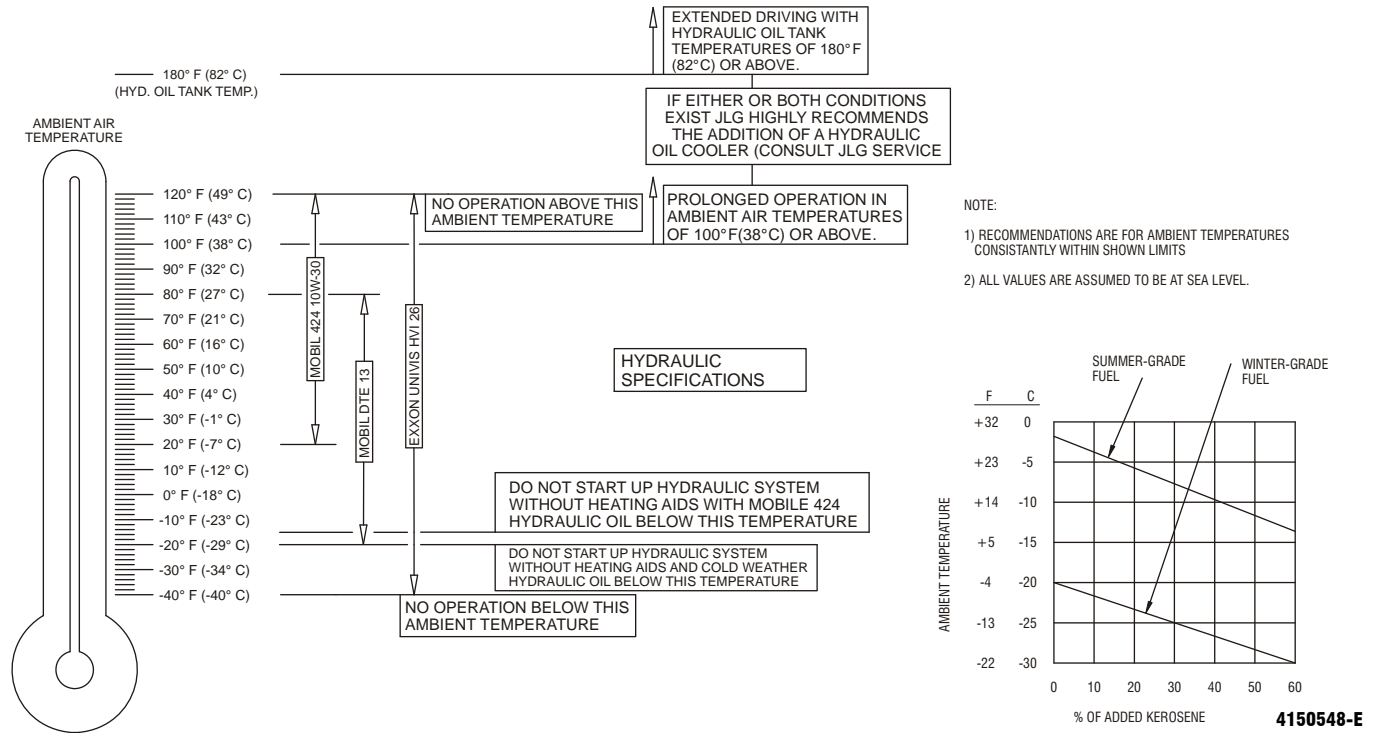 EXTENDED DRIVING WITH
HYDRAULIC OIL TANK
TEMPERATURES OF 180°F
(82°C) OR ABOVE.
180° F (82° C)
(HYD. OIL TANK TEMP.)
IF EITHER OR BOTH CONDITIONS
EXIST JLG HIGHLY RECOMMENDS
THE ADDITION OF A HYDRAULIC
OIL COOLER (CONSULT JLG SERVICE
AMBIENT AIR
TEMPERATURE
120° F (49° C)
110° F (43° C)
100° F (38° C)
90° F (32° C)
80° F (27° C)
70° F (21° C)
60° F (16° C)
50° F (10° C)
40° F (4° C)
30° F (-1° C)
20° F (-7° C)
10° F (-12° C)
0° F (-18° C)
-10° F (-23° C)
-20° F (-29° C)
-30° F (-34° C)
-40° F (-40° C)
MOBIL 424 10W-30
MOBIL DTE 13
EXXON UNIVIS HVI 26
NO OPERATION ABOVE THIS
AMBIENT TEMPERATURE
PROLONGED OPERATION IN
AMBIENT AIR TEMPERATURES
OF 100°F(38°C) OR ABOVE.
HYDRAULIC
SPECIFICATIONS
DO NOT START UP HYDRAULIC SYSTEM
WITHOUT HEATING AIDS WITH MOBILE 424
HYDRAULIC OIL BELOW THIS TEMPERATURE
DO NOT START UP HYDRAULIC SYSTEM
WITHOUT HEATING AIDS AND COLD WEATHER
HYDRAULIC OIL BELOW THIS TEMPERATURE
NO OPERATION BELOW THIS
AMBIENT TEMPERATURE
NOTE:
1) RECOMMENDATIONS ARE FOR AMBIENT TEMPERATURES
CONSISTANTLY WITHIN SHOWN LIMITS
2) ALL VALUES ARE ASSUMED TO BE AT SEA LEVEL.
SUMMER-GRADE
FUEL
WINTER-GRADE
FUEL
F C
+32 0
+23 -5
+14 -10
+5 -15
-4 -20
-13 -25
-22 -30
AMBIENT TEMPERATURE
0 10 20 30 40 50 60
% OF ADDED KEROSENE
4150548-E